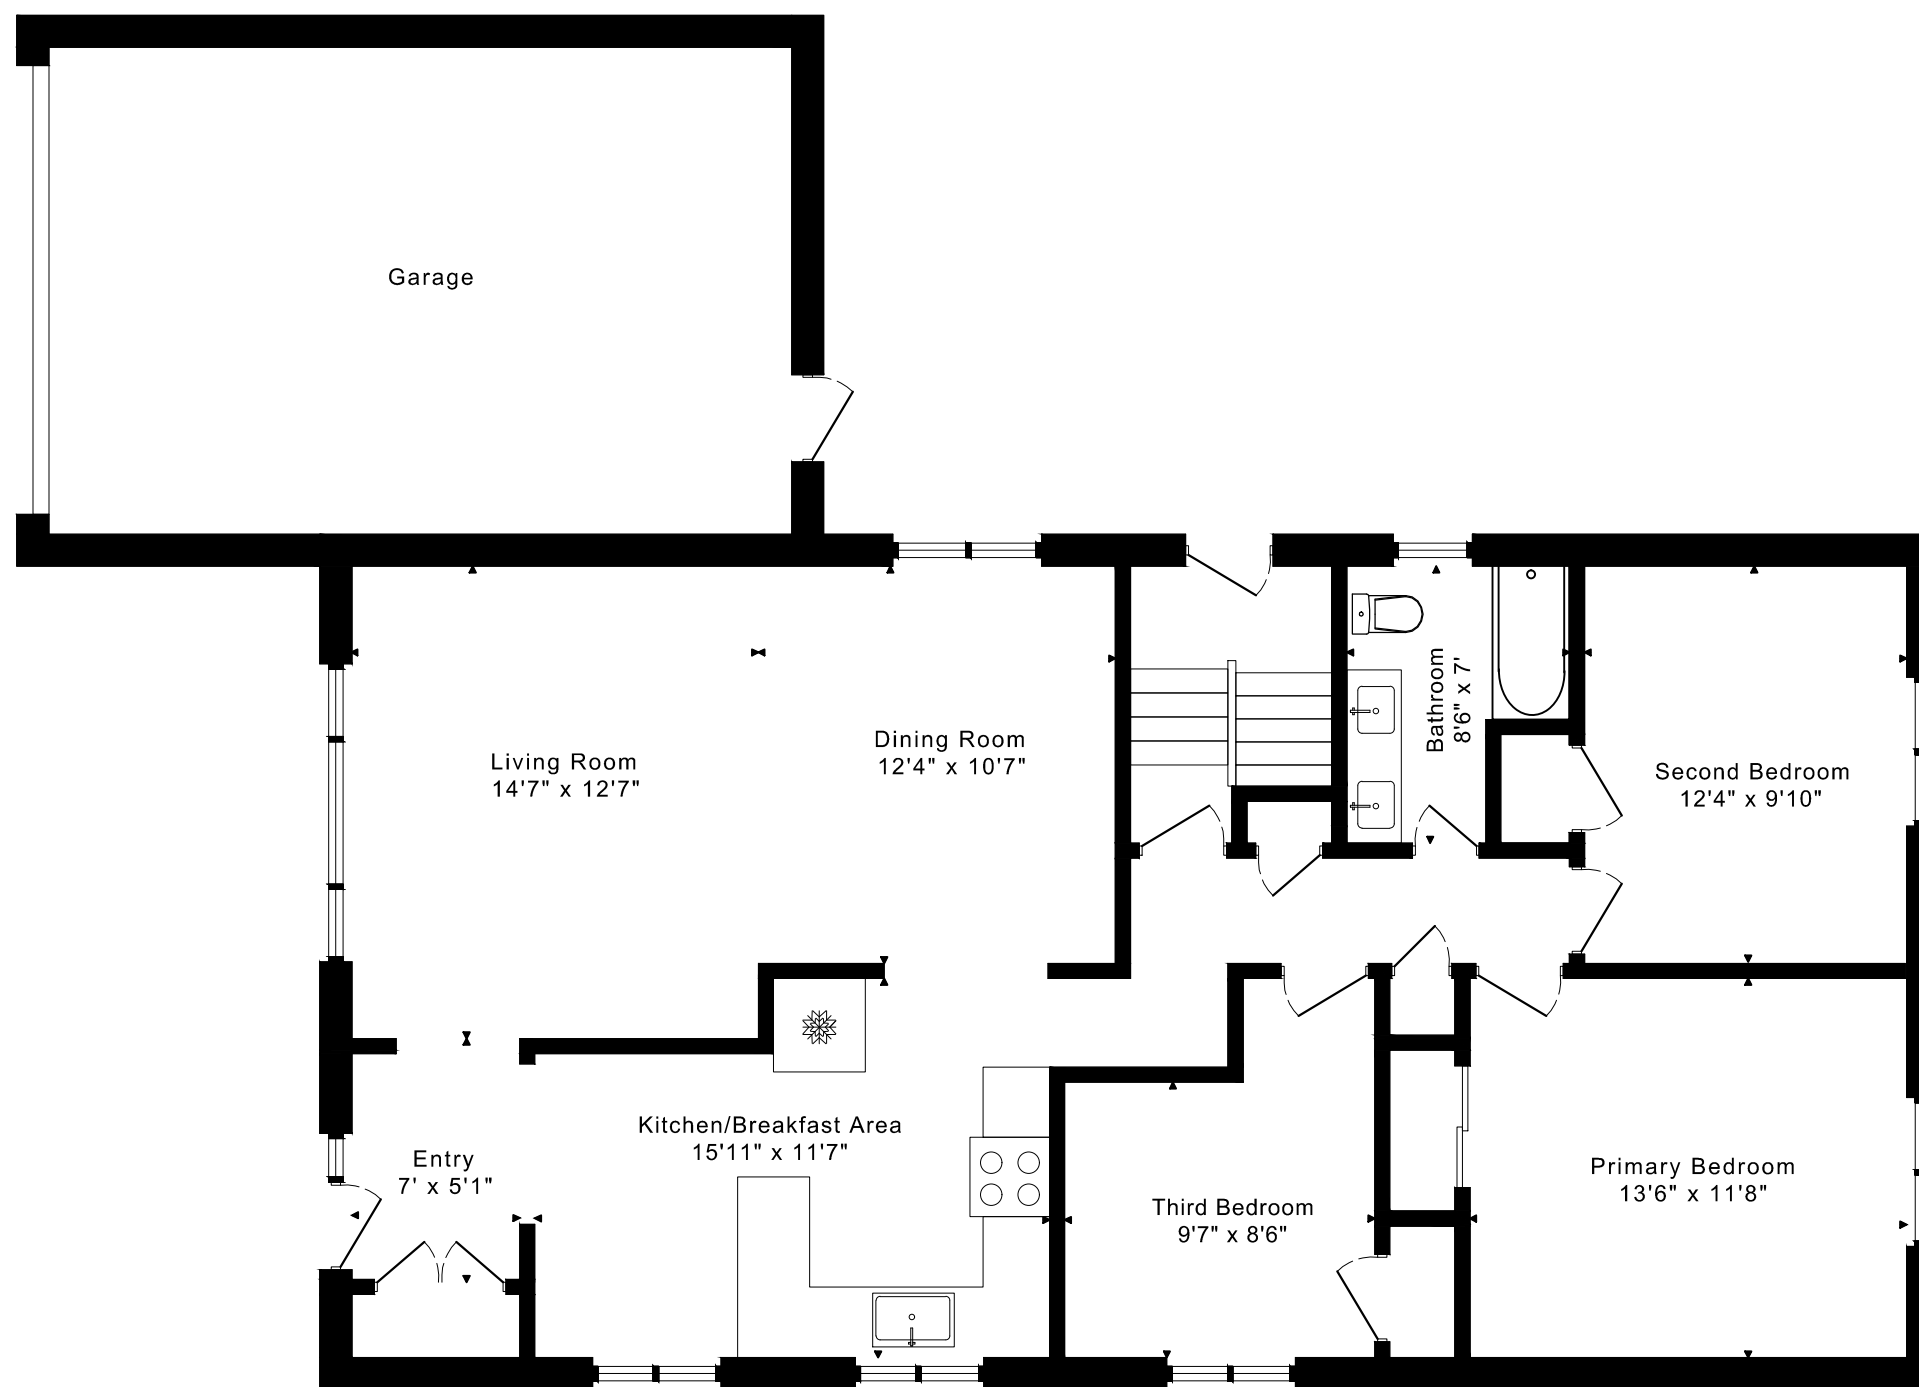 Garage
Living Room
14'7" x 12'7"
Dining Room
12'4" x 10'7"
Bathroom
8'6" x 7'
Second Bedroom
12'4" x 9'10"
Kitchen/Breakfast Area
15'11" x 11'7"
Entry
7' x 5'1"
Third Bedroom
9'7" x 8'6"
Primary Bedroom
13'6" x 11'8"